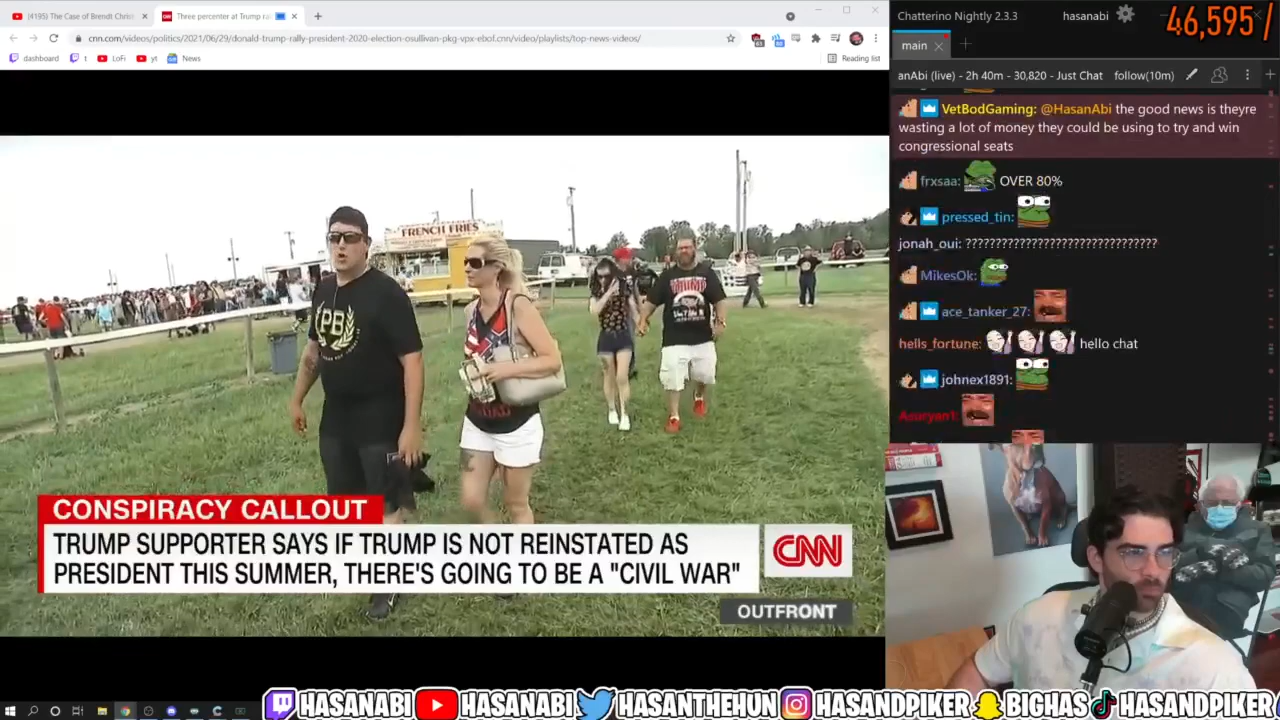 (4195) The Case of Brendt Christ
Three percenter at Trump ra
cnn.com/videos/politics/2021/06/29/donald-trump-rally-president-2020-election-osullivan-pkg-vpx-ebof.cnn/video/playlists/top-news-videos/
dashboard
t
LoFi
yt
News
Reading list
FRENCH FRIES
PB
TRUMP
CONSPIRACY CALLOUT
TRUMP SUPPORTER SAYS IF TRUMP IS NOT REINSTATED AS
PRESIDENT THIS SUMMER, THERE'S GOING TO BE A "CIVIL WAR"
CNN
OUTFRONT
Chatterino Nightly 2.3.3
hasanabi
46,595 /
main
anAbi (live) - 2h 40m - 30,820 - Just Chat
follow(10m)
VetBodGaming: @HasanAbi the good news is theyre
wasting a lot of money they could be using to try and win
congressional seats
frxsaa: OVER 80%
pressed_tin:
jonah_oui: ???????????????????????????????
MikesOk:
ace_tanker_27:
hells_fortune: hello chat
johnex1891:
Asuryan1:
HASANABI
HASANABI
HASANTHEHUN
HASANDPIKER
BIGHAS
HASANDPIKER